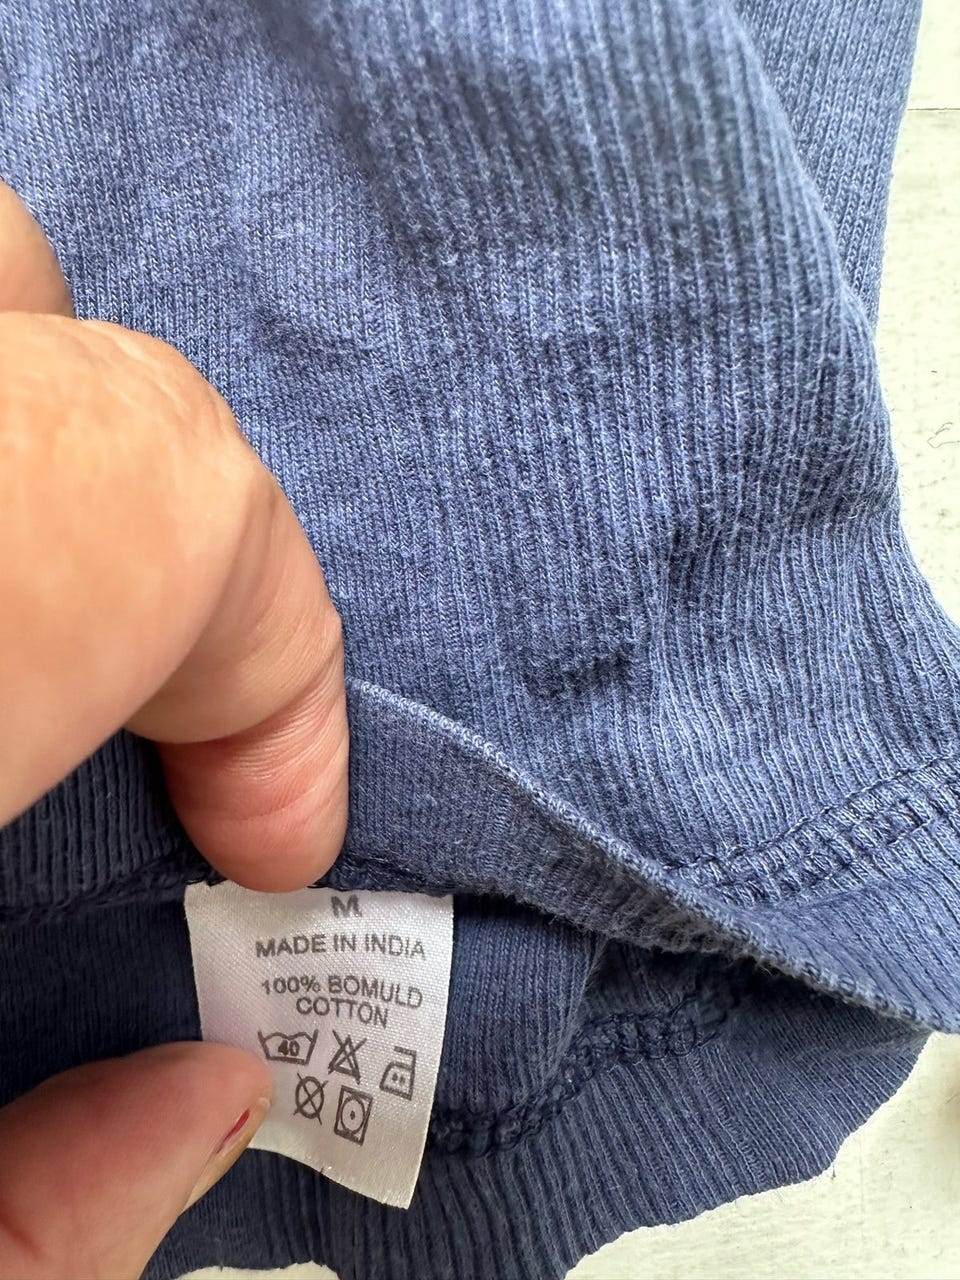 M
MADE IN INDIA
100% BOMULD
COTTON
40